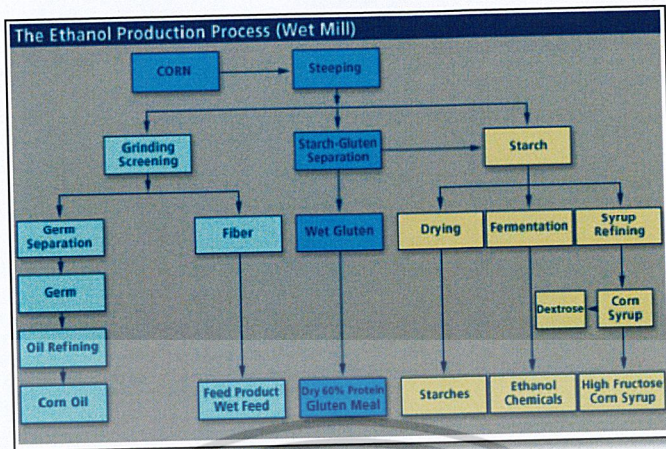 The Ethanol Production Process (Wet Mill)
CORN
Steeping
Grinding
Screening
Starch-Gluten
Separation
Starch
Germ
Separation
Fiber
Wet Gluten
Drying
Fermentation
Syrup
Refining
Germ
Dextrose
Corn
Syrup
Oil Refining
Corn Oil
Feed Product
Wet Feed
Dry 60% Protein
Gluten Meal
Starches
Ethanol
Chemicals
High Fructose
Corn Syrup